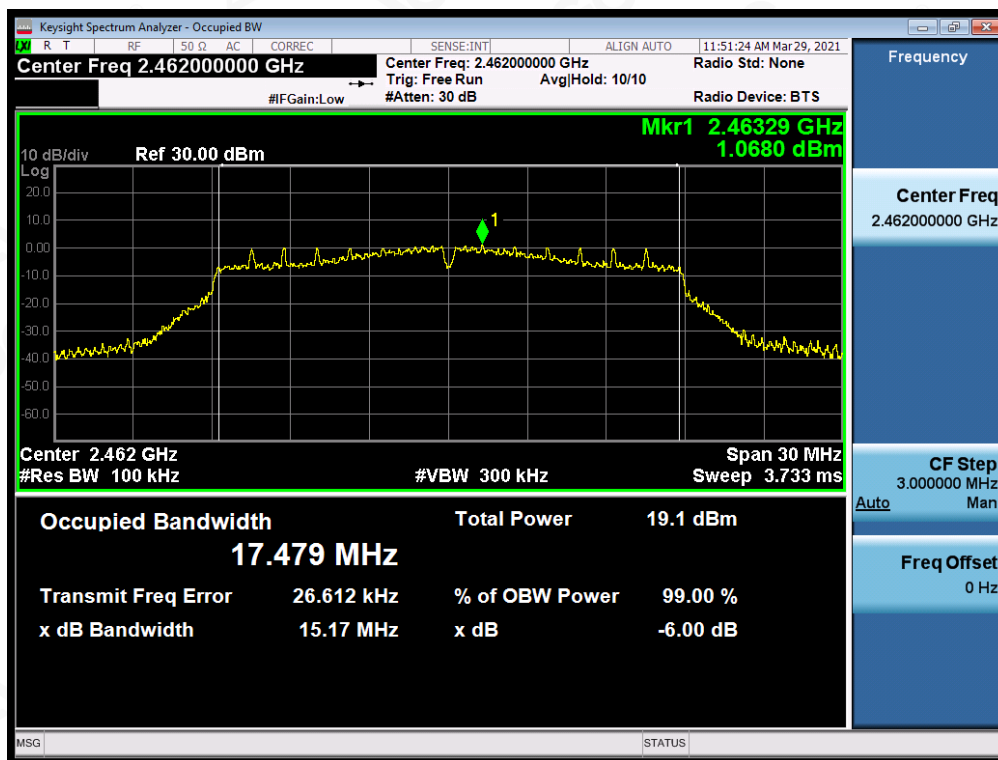 Keysight Spectrum Analyzer - Occupied BW
LXI R T RF 50 Ω AC CORREC SENSE:INT ALIGN AUTO 11:51:24 AM Mar 29, 2021
Center Freq 2.462000000 GHz
Center Freq: 2.462000000 GHz
Radio Std: None
Trig: Free Run Avg|Hold: 10/10
#IFGain:Low
#Atten: 30 dB
Radio Device: BTS
Mkr1 2.46329 GHz
1.0680 dBm
10 dB/div Ref 30.00 dBm
Log
20.0
10.0
0.00
-10.0
-20.0
-30.0
-40.0
-50.0
-60.0
1
Center 2.462 GHz Span 30 MHz
#Res BW 100 kHz #VBW 300 kHz Sweep 3.733 ms
Occupied Bandwidth Total Power 19.1 dBm
17.479 MHz
Transmit Freq Error 26.612 kHz % of OBW Power 99.00 %
x dB Bandwidth 15.17 MHz x dB -6.00 dB
Frequency
Center Freq
2.462000000 GHz
CF Step
3.000000 MHz
Auto Man
Freq Offset
0 Hz
MSG STATUS